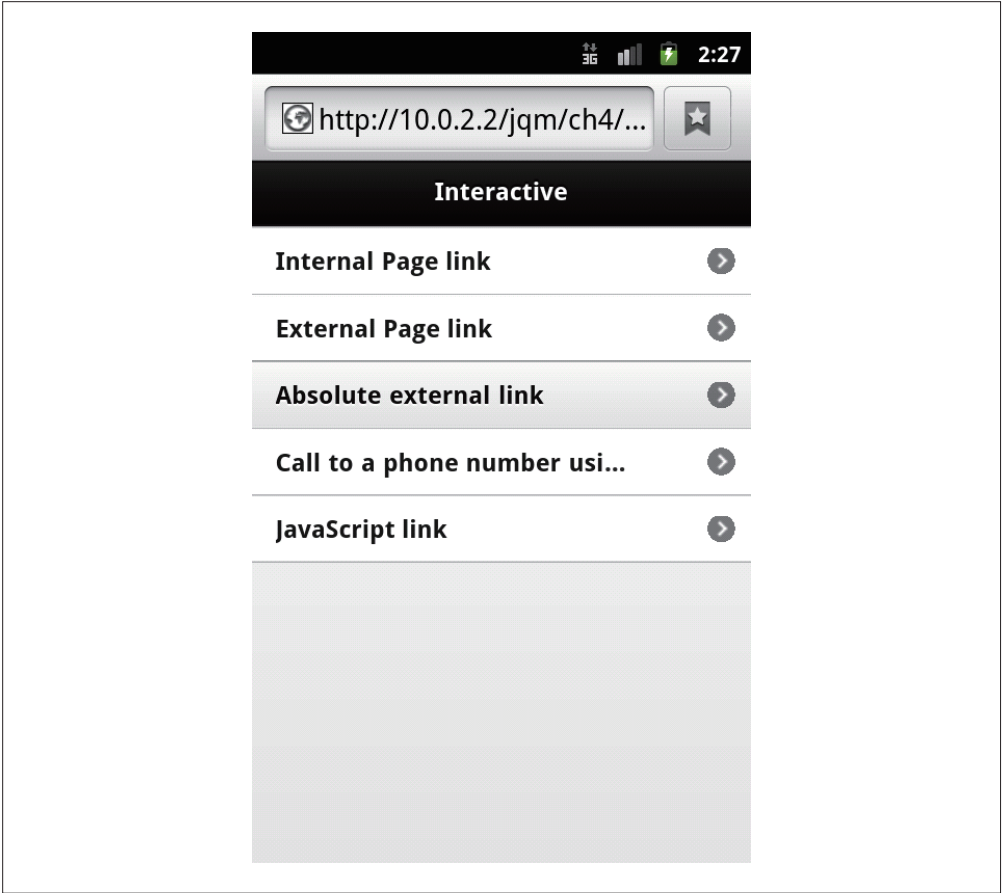 3G 2:27
http://10.0.2.2/jqm/ch4/...
Interactive
Internal Page link
External Page link
Absolute external link
Call to a phone number usi...
JavaScript link